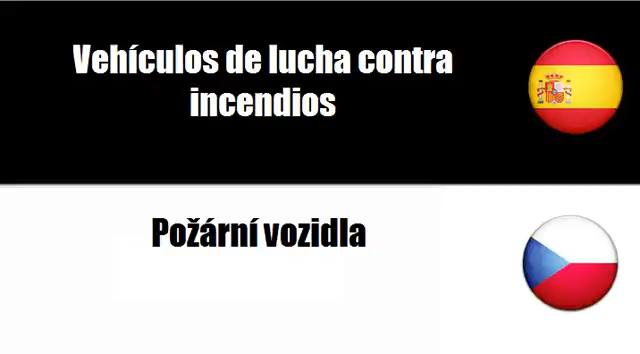 Vehículos de lucha contra
incendios
Požární vozidla